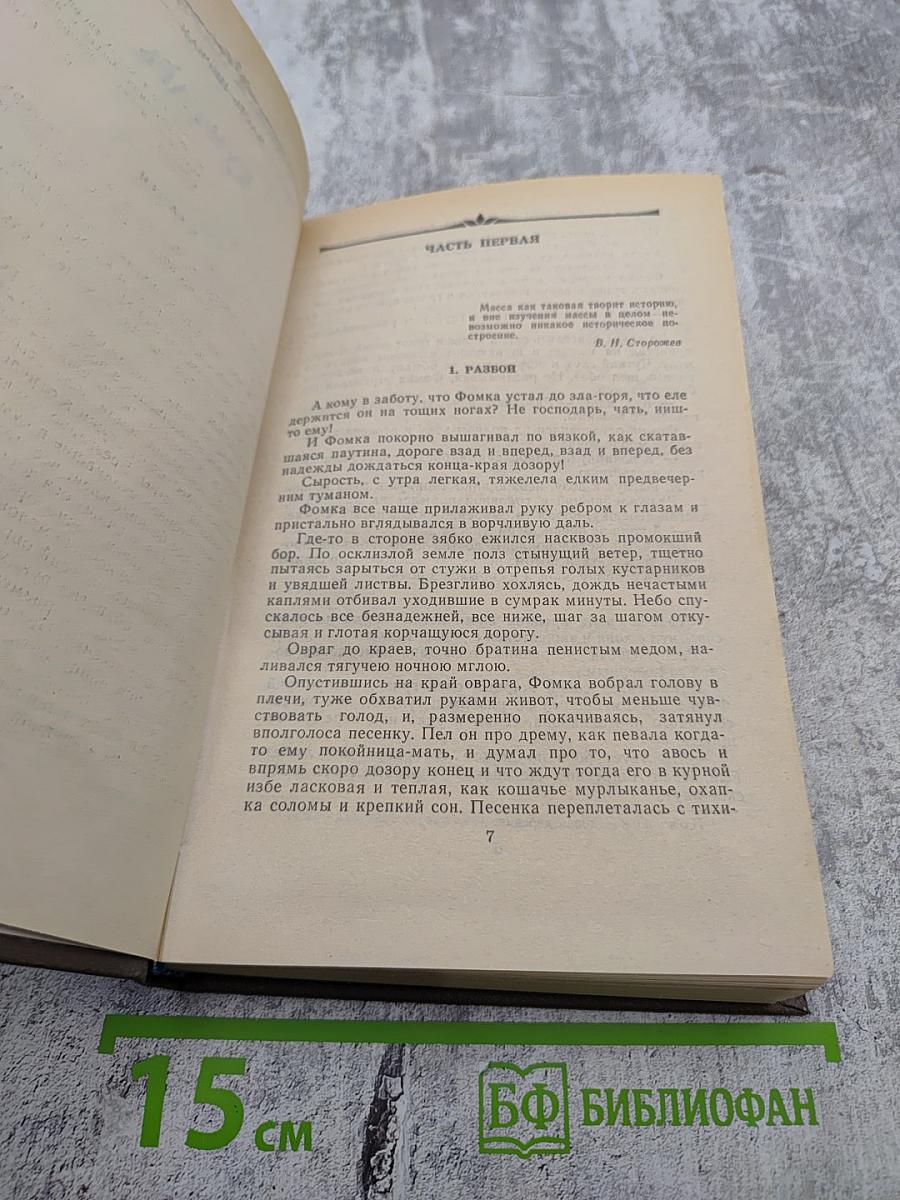 ЧАСТЬ ПЕРВАЯ
Масса как таковая творит историю,
и вне изучения массы в целом не-
возможно никакое историческое по-
строение.
В. Н. Сторожев
1. РАЗБОЙ
А кому в заботу, что Фомка устал до зла-горя, что еле
держится он на тощих ногах? Не господарь, чать, ниш-
то ему!
И Фомка покорно вышагивал по вязкой, как скатав-
шаяся паутина, дороге взад и вперед, взад и вперед, без
надежды дождаться конца-края дозору!
Сырость, с утра легкая, тяжелела едким предвечер-
ним туманом.
Фомка все чаще прилаживал руку ребром к глазам и
пристально вглядывался в ворчливую даль.
Где-то в стороне зябко ежился насквозь промокший
бор. По осклизлой земле полз стынущий ветер, тщетно
пытаясь зарыться от стужи в отрепья голых кустарников
и увядшей листвы. Брезгливо хохлясь, дождь нечастыми
каплями отбивал уходившие в сумрак минуты. Небо спу-
скалось все безнадежней, все ниже, шаг за шагом отку-
сывая и глотая корчащуюся дорогу.
Овраг до краев, точно братина пенистым медом, на-
ливался тягучею ночною мглою.
Опустившись на край оврага, Фомка вобрал голову в
плечи, туже обхватил руками живот, чтобы меньше чув-
ствовать голод, и, размеренно покачиваясь, затянул
вполголоса песенку. Пел он про дрему, как певала когда-
то ему покойница-мать, и думал про то, что авось и
впрямь скоро дозору конец и что ждут тогда его в курной
избе ласковая и теплая, как кошачье мурлыканье, охап-
ка соломы и крепкий сон. Песенка переплеталась с тихи-
7
15 см
БФ БИБЛИОФАН